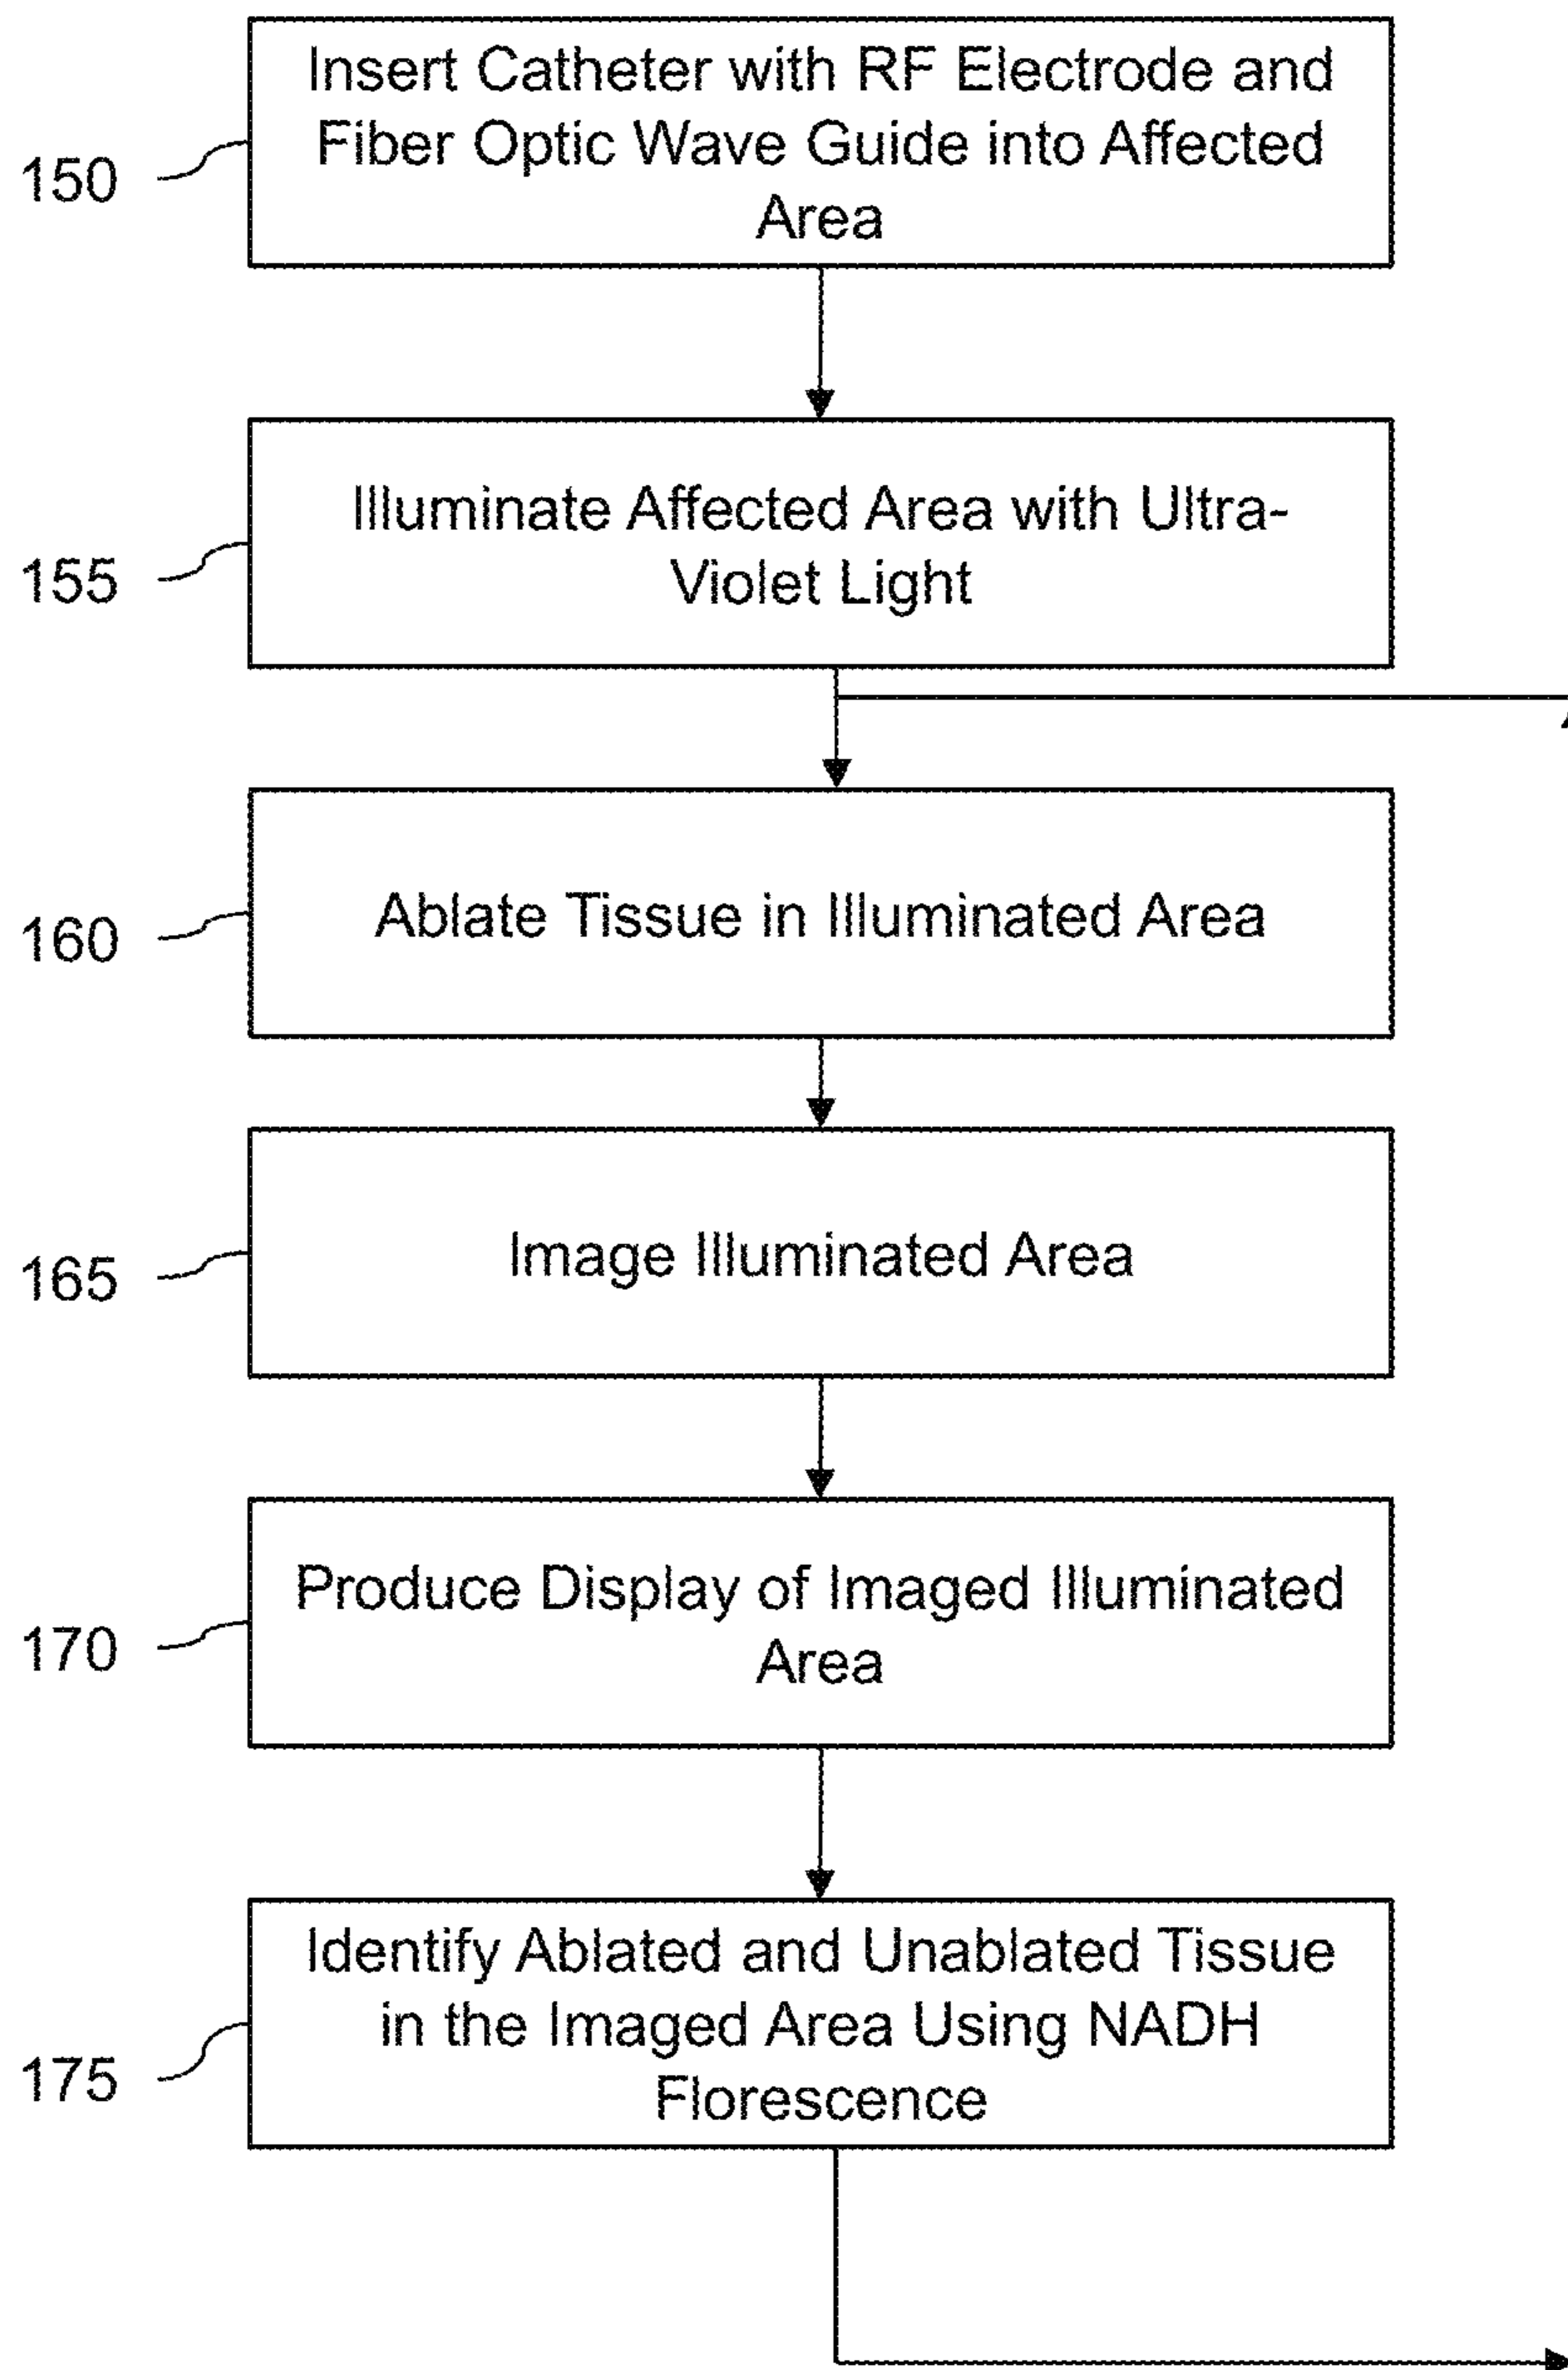 Insert Catheter with RF Electrode and
Fiber Optic Wave Guide into Affected
Area
150
Illuminate Affected Area with Ultra-
Violet Light
155
Ablate Tissue in Illuminated Area
160
Image Illuminated Area
165
Produce Display of Imaged Illuminated
Area
170
Identify Ablated and Unablated Tissue
in the Imaged Area Using NADH
Florescence
175